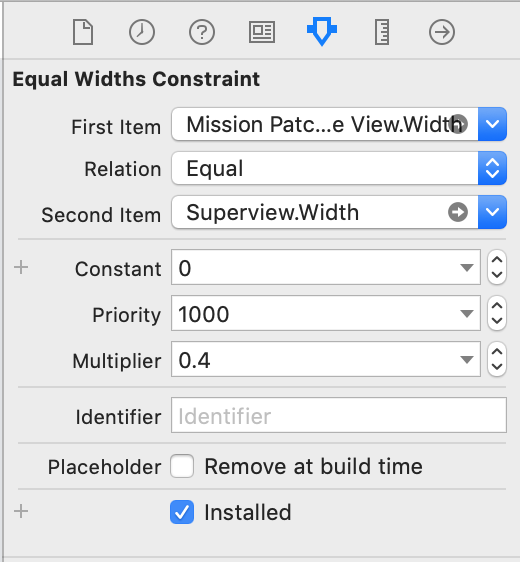 Equal Widths Constraint
First Item Mission Patc...e View.Width
Relation Equal
Second Item Superview.Width
Constant 0
Priority 1000
Multiplier 0.4
Identifier Identifier
Placeholder Remove at build time
Installed